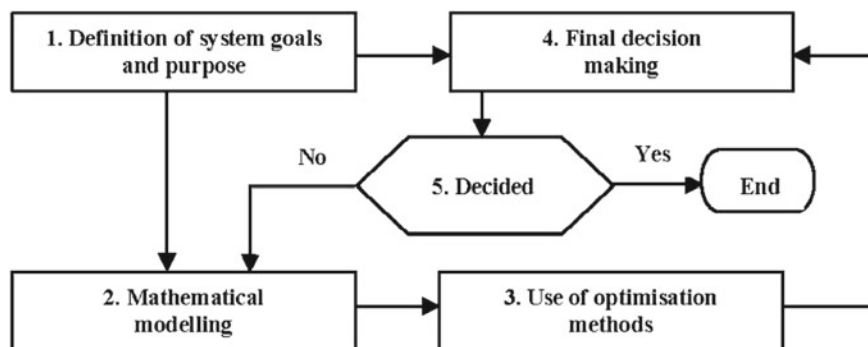 1. Definition of system goals
and purpose
4. Final decision
making
No
Yes
5. Decided
End
2. Mathematical
modelling
3. Use of optimisation
methods